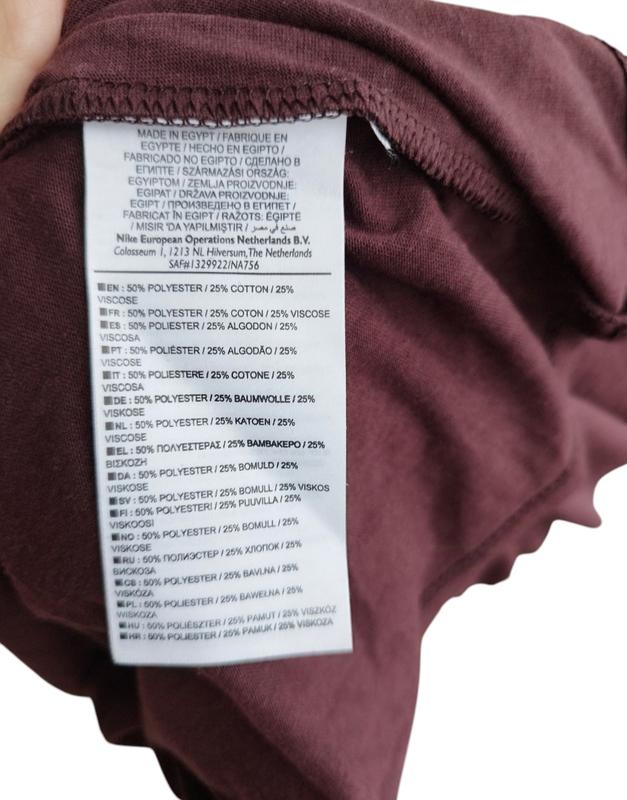 MADE IN EGYPT / FABRIQUE EN
EGYPTE / HECHO EN EGIPTO /
FABRICADO NO EGIPTO / СДЕЛАНО В
ЕГИПТЕ / SZÁRMAZÁSI ORSZÁG:
EGYIPTOM / ZEMLJA PROIZVODNJE:
EGIPAT / DRŽAVA PROIZVODNJE:
EGIPT / ПРОИЗВЕДЕНО В ЕГИПЕТ /
FABRICAT ÎN EGIPT / RAŽOTS: ĒĢIPTĒ
/ MISIR 'DA YAPILMIŞTIR / صنع في مصر
Nike European Operations Netherlands B.V.
Colosseum 1, 1213 NL Hilversum,The Netherlands
SAF#1329922/NA756
EN : 50% POLYESTER / 25% COTTON / 25%
VISCOSE
FR : 50% POLYESTER / 25% COTON / 25% VISCOSE
ES : 50% POLIESTER / 25% ALGODON / 25%
VISCOSA
PT : 50% POLIÉSTER / 25% ALGODÃO / 25%
VISCOSE
IT : 50% POLIESTERE / 25% COTONE / 25%
VISCOSA
DE : 50% POLYESTER / 25% BAUMWOLLE / 25%
VISKOSE
NL : 50% POLYESTER / 25% KATOEN / 25%
VISCOSE
EL : 50% ΠΟΛΥΕΣΤΕΡΑΣ / 25% ΒΑΜΒΑΚΕΡΟ / 25%
ΒΙΣΚΟΖΗ
DA : 50% POLYESTER / 25% BOMULD / 25%
VISKOSE
SV : 50% POLYESTER / 25% BOMULL / 25% VISKOS
FI : 50% POLYESTERI / 25% PUUVILLA / 25%
VISKOOSI
NO : 50% POLYESTER / 25% BOMULL / 25%
VISKOSE
RU : 50% ПОЛИЭСТЕР / 25% ХЛОПОК / 25%
ВИСКОЗА
CS : 50% POLYESTER / 25% BAVLNA / 25%
VISKÓZA
PL : 50% POLYESTER / 25% BAWEŁNA / 25%
WISKOZA
HU : 50% POLIÉSZTER / 25% PAMUT / 25% VISZKÓZ
HR : 50% POLIESTER / 25% PAMUK / 25% VISKOZA